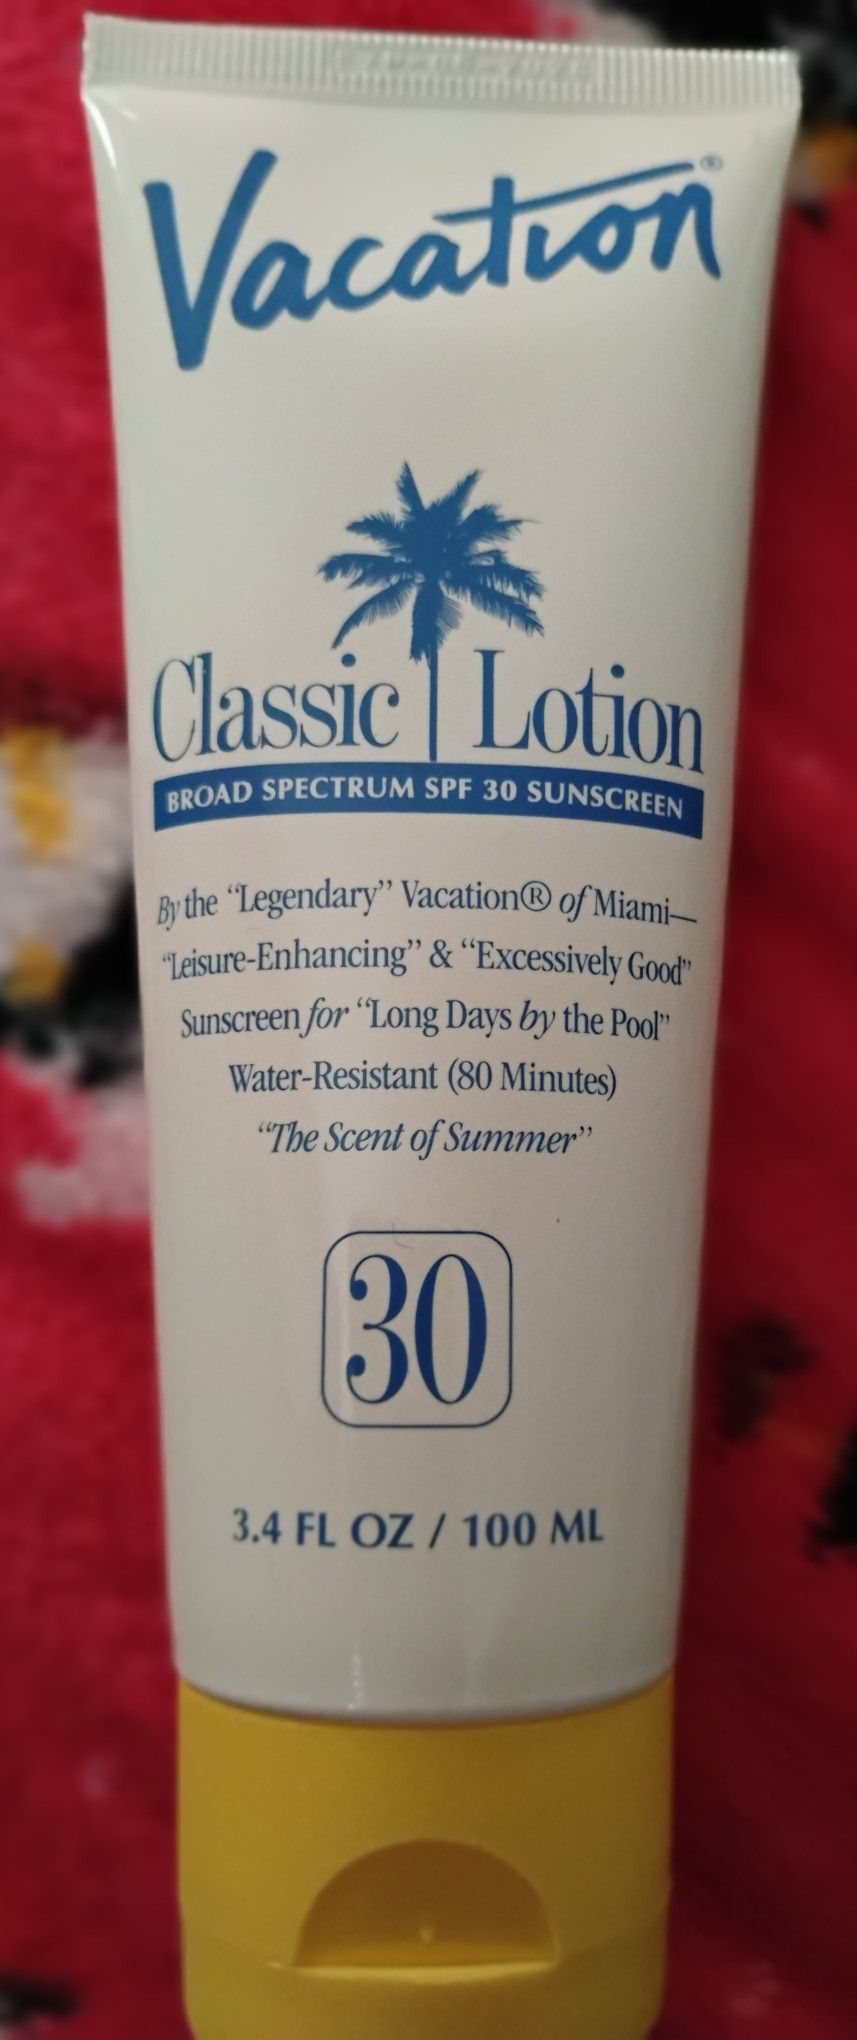 Vacation®
Classic Lotion
BROAD SPECTRUM SPF 30 SUNSCREEN
By the “Legendary” Vacation® of Miami—
“Leisure-Enhancing” & “Excessively Good”
Sunscreen for “Long Days by the Pool”
Water-Resistant (80 Minutes)
“The Scent of Summer”
30
3.4 FL OZ / 100 ML